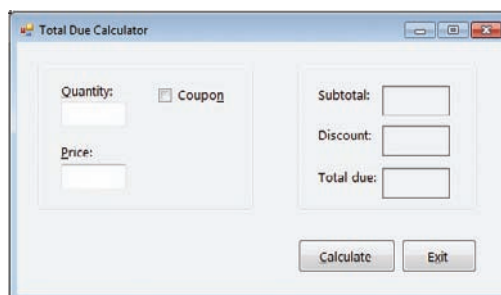 Total Due Calculator
Quantity:
Coupon
Price:
Subtotal:
Discount:
Total due:
Calculate
Exit